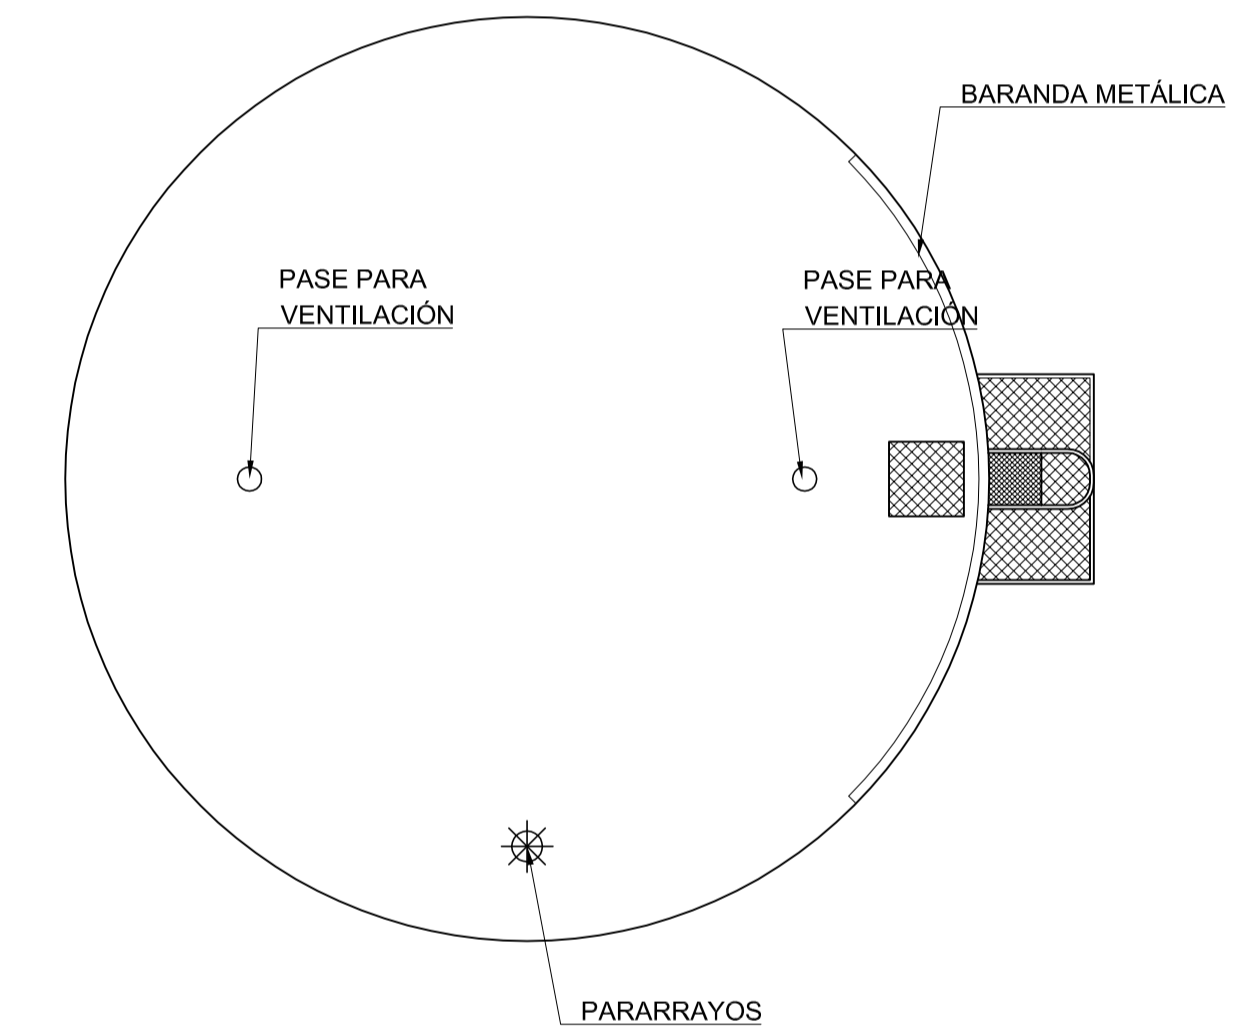 BARANDA METÁLICA
PASE PARA
VENTILACIÓN
PASE PARA
VENTILACIÓN
PARARRAYOS